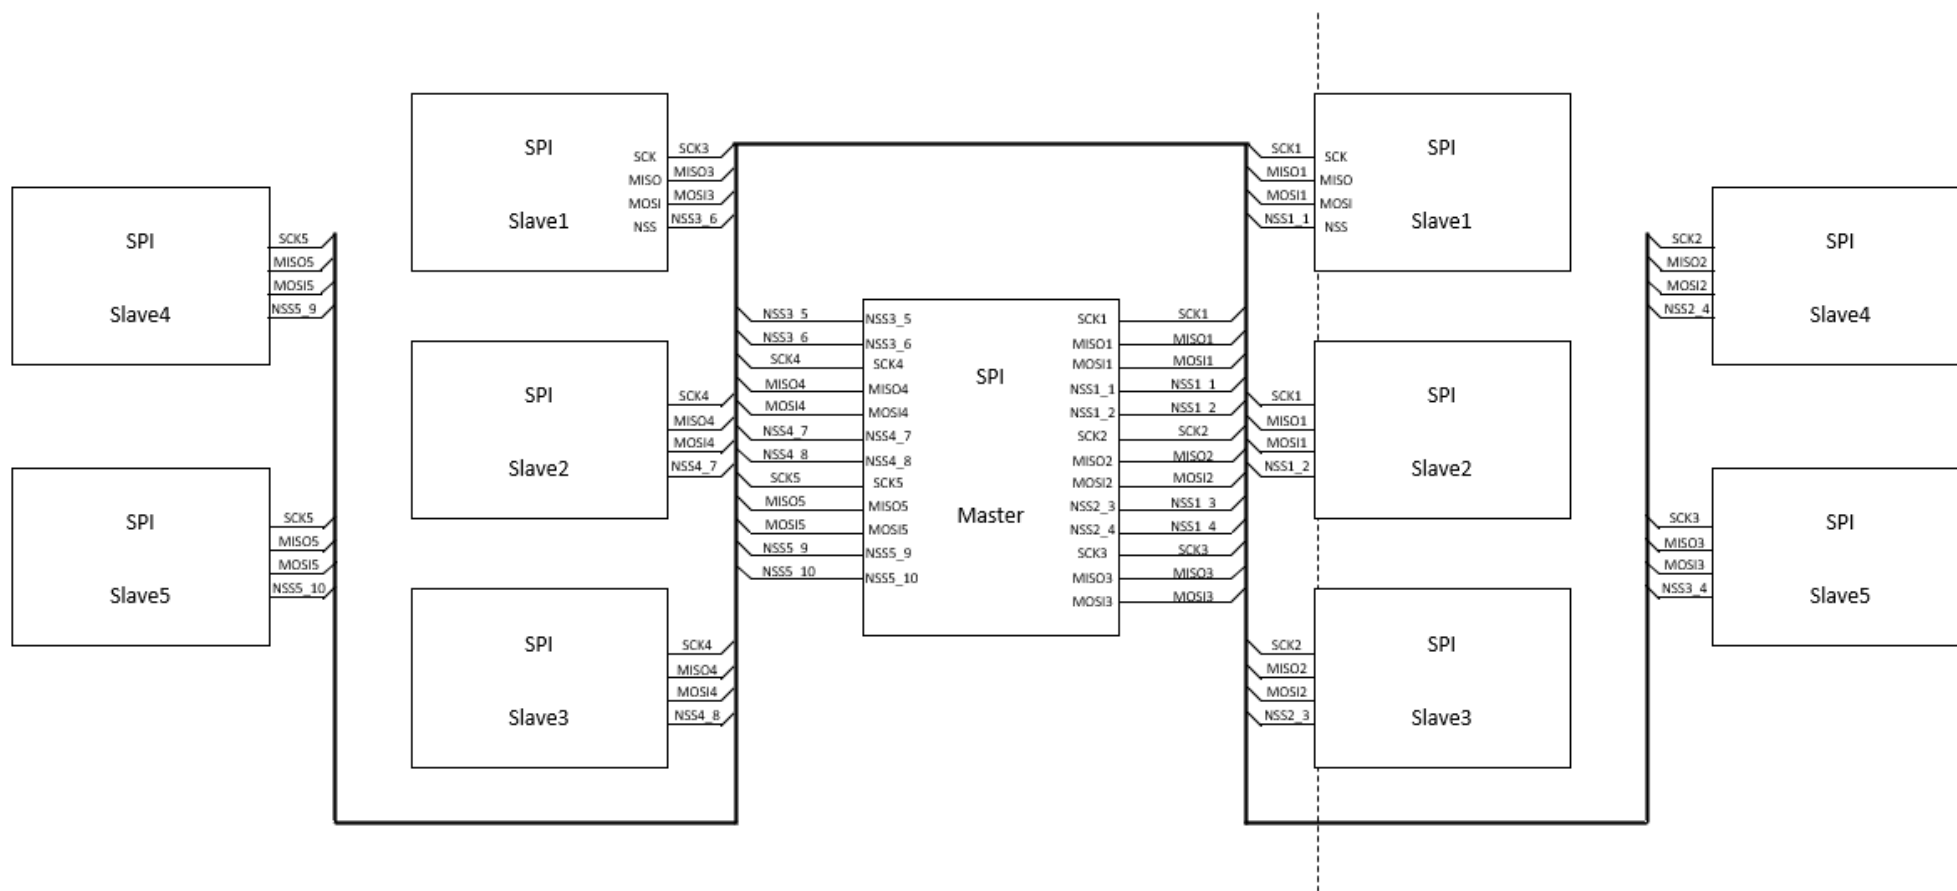 SPI
Slave4
SCK5
MISO5
MOSI5
NSS5_9
SPI
Slave5
SCK5
MISO5
MOSI5
NSS5_10
SPI
Slave1
SCK
MISO
MOSI
NSS
SCK3
MISO3
MOSI3
NSS3_6
SPI
Slave2
SCK4
MISO4
MOSI4
NSS4_7
SPI
Slave3
SCK4
MISO4
MOSI4
NSS4_8
NSS3_5
NSS3_6
SCK4
MISO4
MOSI4
NSS4_7
NSS4_8
SCK5
MISO5
MOSI5
NSS5_9
NSS5_10
NSS3_5
NSS3_6
SCK4
MISO4
MOSI4
NSS4_7
NSS4_8
SCK5
MISO5
MOSI5
NSS5_9
NSS5_10
SPI
Master
SCK1
MISO1
MOSI1
NSS1_1
NSS1_2
SCK2
MISO2
MOSI2
NSS2_3
NSS2_4
SCK3
MISO3
MOSI3
SCK1
MISO1
MOSI1
NSS1_1
NSS1_2
SCK2
MISO2
MOSI2
NSS1_3
NSS1_4
SCK3
MISO3
MOSI3
SCK1
MISO1
MOSI1
NSS1_1
SCK
MISO
MOSI
NSS
SPI
Slave1
SCK1
MISO1
MOSI1
NSS1_2
SPI
Slave2
SCK2
MISO2
MOSI2
NSS2_3
SPI
Slave3
SCK2
MISO2
MOSI2
NSS2_4
SPI
Slave4
SCK3
MISO3
MOSI3
NSS3_4
SPI
Slave5